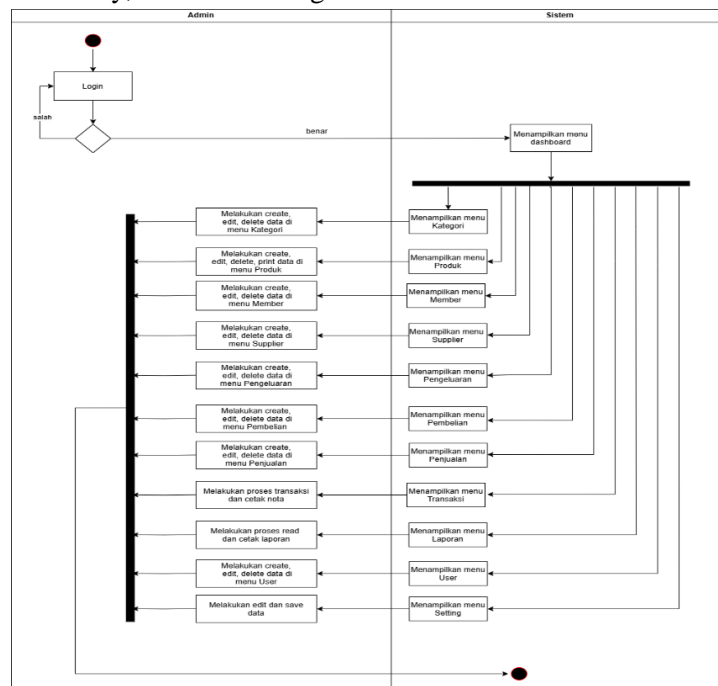 Admin
Sistem
Login
salah
benar
Menampilkan menu
dashboard
Melakukan create,
edit, delete data di
menu Kategori
Menampilkan menu
Kategori
Melakukan create,
edit, delete, print data di
menu Produk
Menampilkan menu
Produk
Melakukan create,
edit, delete data di
menu Member
Menampilkan menu
Member
Melakukan create,
edit, delete data di
menu Supplier
Menampilkan menu
Supplier
Melakukan create,
edit, delete data di
menu Pengeluaran
Menampilkan menu
Pengeluaran
Melakukan create,
edit, delete data di
menu Pembelian
Menampilkan menu
Pembelian
Melakukan create,
edit, delete data di
menu Penjualan
Menampilkan menu
Penjualan
Melakukan proses transaksi
dan cetak nota
Menampilkan menu
Transaksi
Melakukan proses read
dan cetak laporan
Menampilkan menu
Laporan
Melakukan create,
edit, delete data di
menu User
Menampilkan menu
User
Melakukan edit dan save
data
Menampilkan menu
Setting